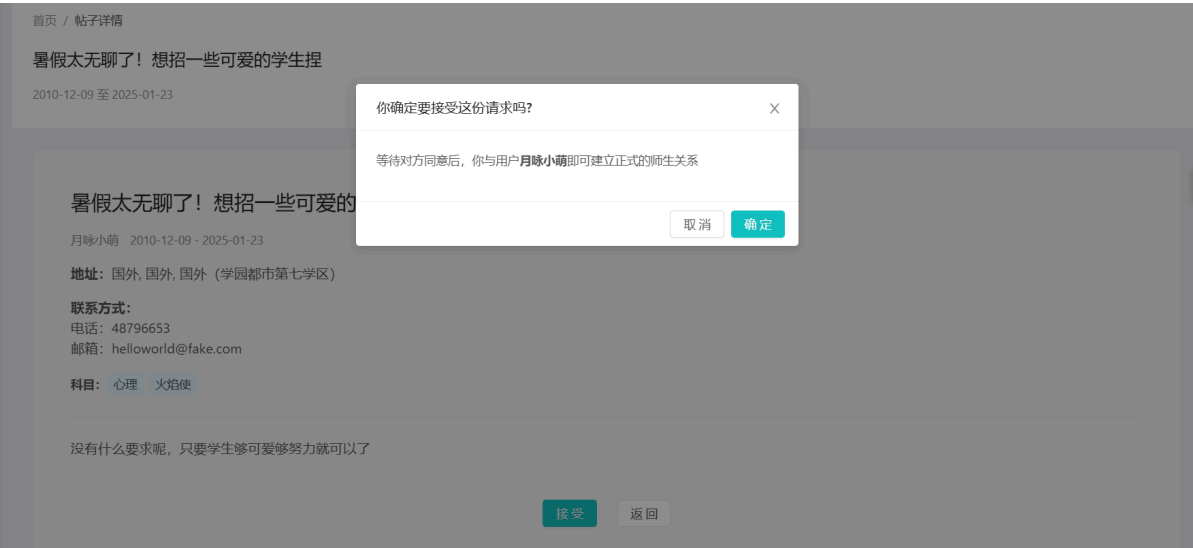 首页 / 帖子详情
暑假太无聊了！想招一些可爱的学生捏
2010-12-09 至 2025-01-23
你确定要接受这份请求吗?
等待对方同意后，你与用户月咏小萌即可建立正式的师生关系
取消 确定
暑假太无聊了！想招一些可爱的
月咏小萌 2010-12-09 - 2025-01-23
地址：国外, 国外, 国外（学园都市第七学区）
联系方式：
电话：48796653
邮箱：helloworld@fake.com
科目： 心理 火焰使
没有什么要求呢，只要学生够可爱够努力就可以了
接受 返回